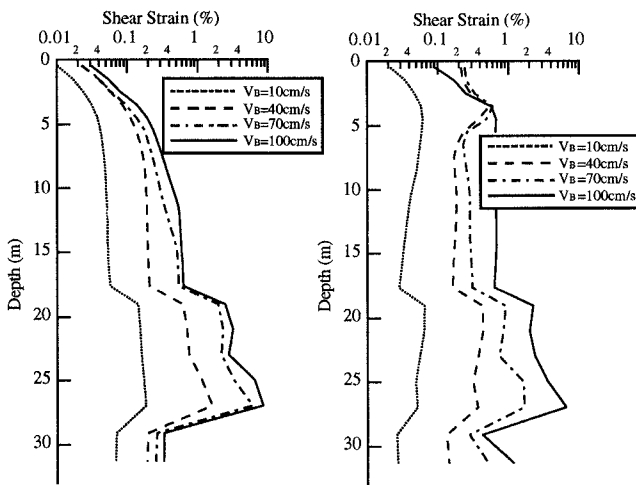 Shear Strain (%)
0.01 2 4 0.1 2 4 1 2 4 10
0
5
10
15
20
25
30
Depth (m)
VB=10cm/s
VB=40cm/s
VB=70cm/s
VB=100cm/s
Shear Strain (%)
0.01 2 4 0.1 2 4 1 2 4 10
0
5
10
15
20
25
30
Depth (m)
VB=10cm/s
VB=40cm/s
VB=70cm/s
VB=100cm/s